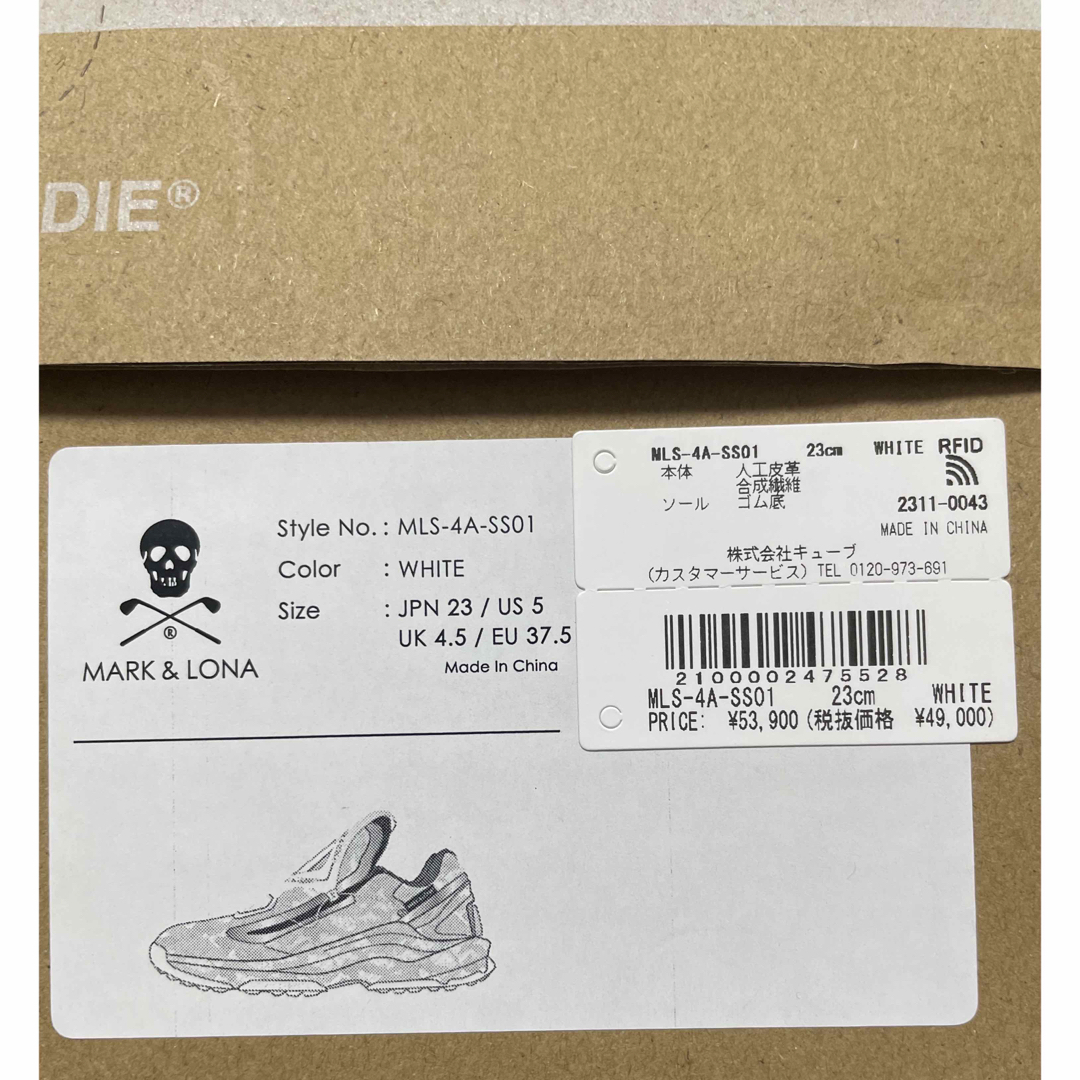 DIE®
MARK & LONA
®
Style No. : MLS-4A-SS01
Color : WHITE
Size : JPN 23 / US 5
UK 4.5 / EU 37.5
Made In China
MLS-4A-SS01 23cm WHITE RFID
本体 人工皮革
合成繊維
ソール ゴム底
2311-0043
MADE IN CHINA
株式会社キューブ
(カスタマーサービス) TEL 0120-973-691
2100002475528
MLS-4A-SS01 23cm WHITE
PRICE: ¥53,900 (税抜価格 ¥49,000)